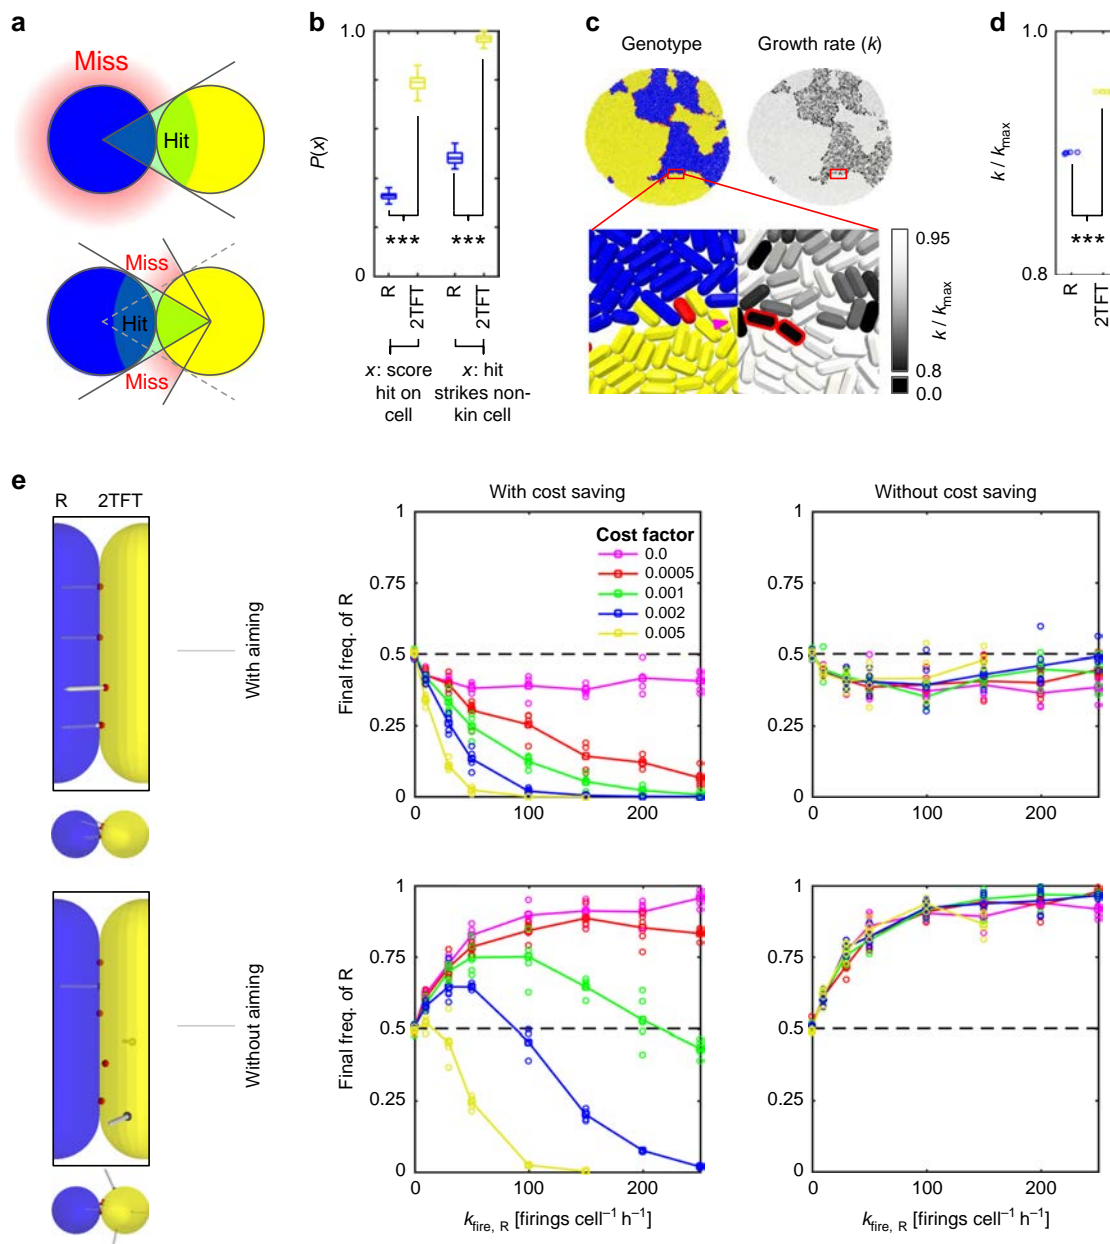 a
Miss
Hit
Miss
Hit
Miss
b
1.0
P(x)
0
***
***
R
2TFT
R
2TFT
x: score
hit on
cell
x: hit
strikes non-
kin cell
c
Genotype
Growth rate (k)
0.95
k / kmax
0.8
0.0
d
1.0
k / kmax
0.8
***
R
2TFT
e
R
2TFT
With aiming
Without aiming
With cost saving
1
0.75
0.5
0.25
0
Final freq. of R
Cost factor
0.0
0.0005
0.001
0.002
0.005
0
100
200
Without cost saving
1
0.75
0.5
0.25
0
0
100
200
1
0.75
0.5
0.25
0
Final freq. of R
0
100
200
kfire, R [firings cell⁻¹ h⁻¹]
1
0.75
0.5
0.25
0
0
100
200
kfire, R [firings cell⁻¹ h⁻¹]